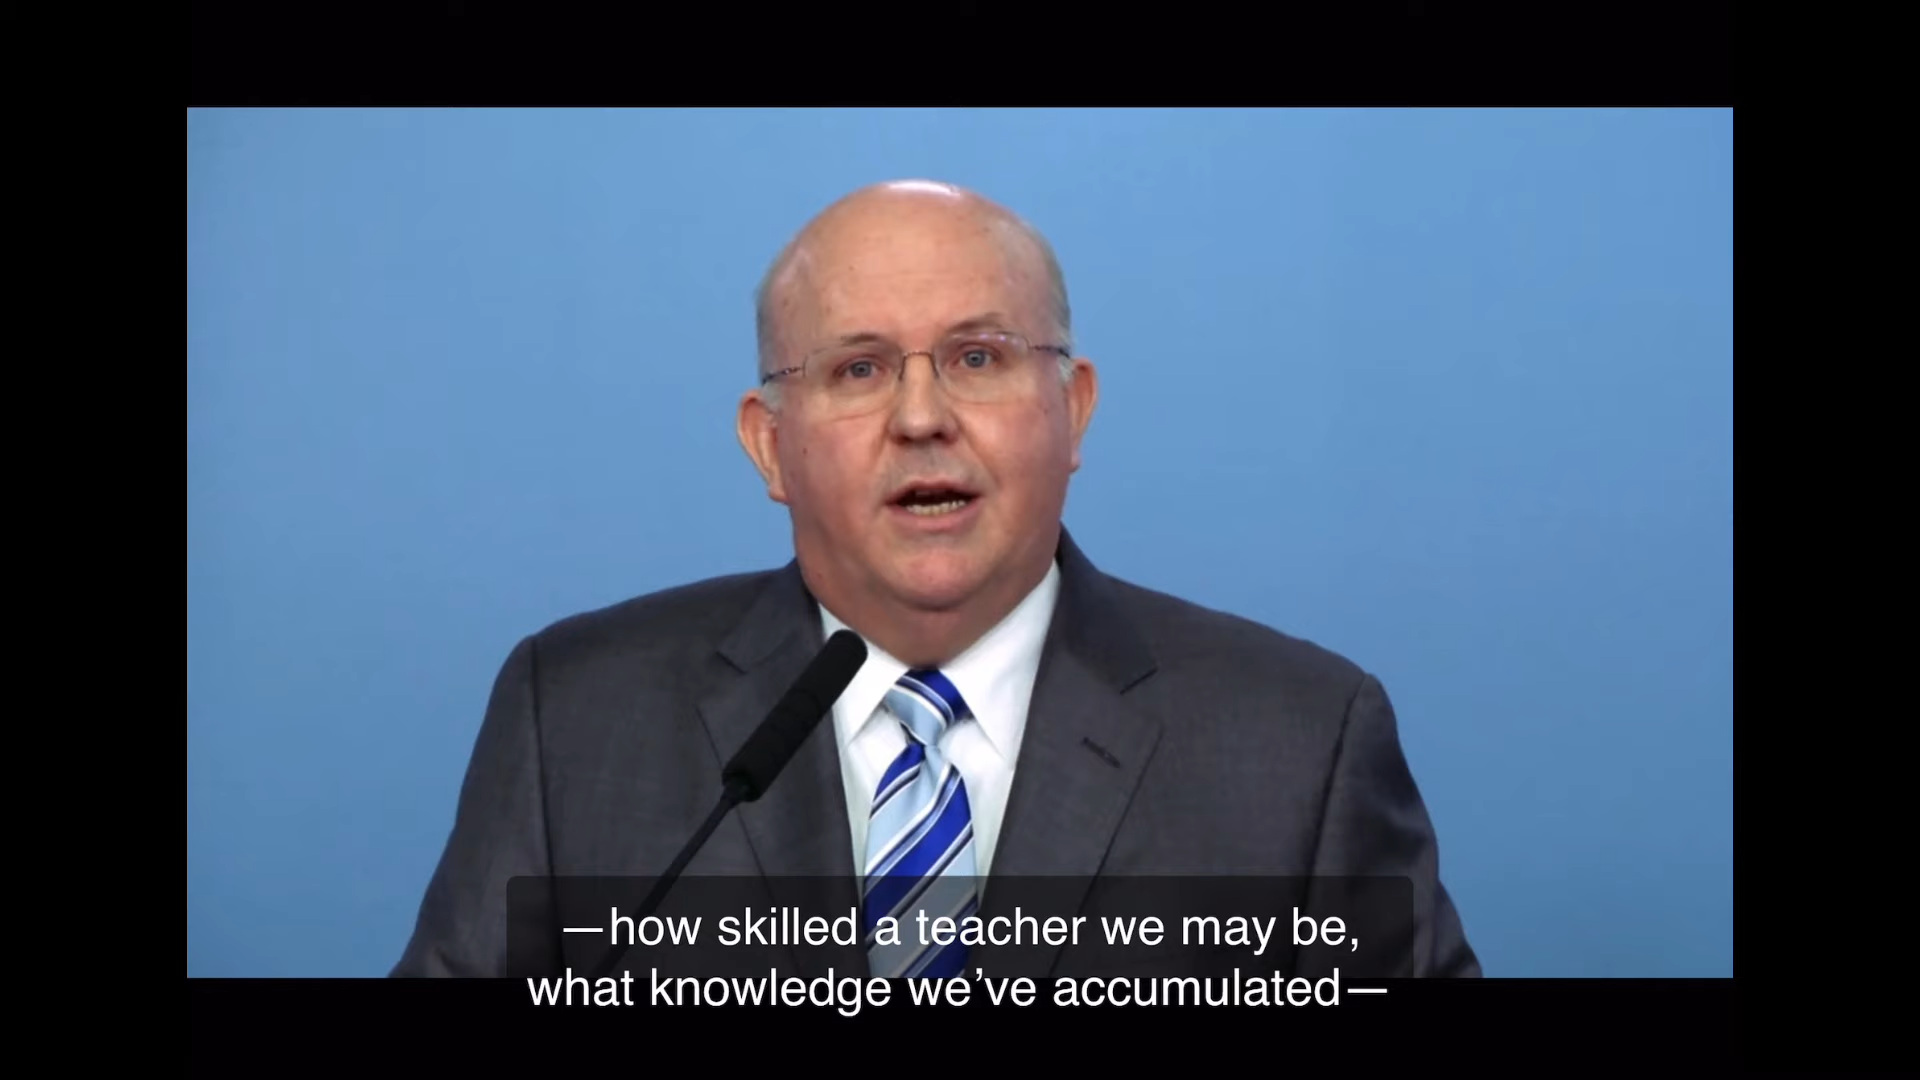 —how skilled a teacher we may be,
what knowledge we’ve accumulated—